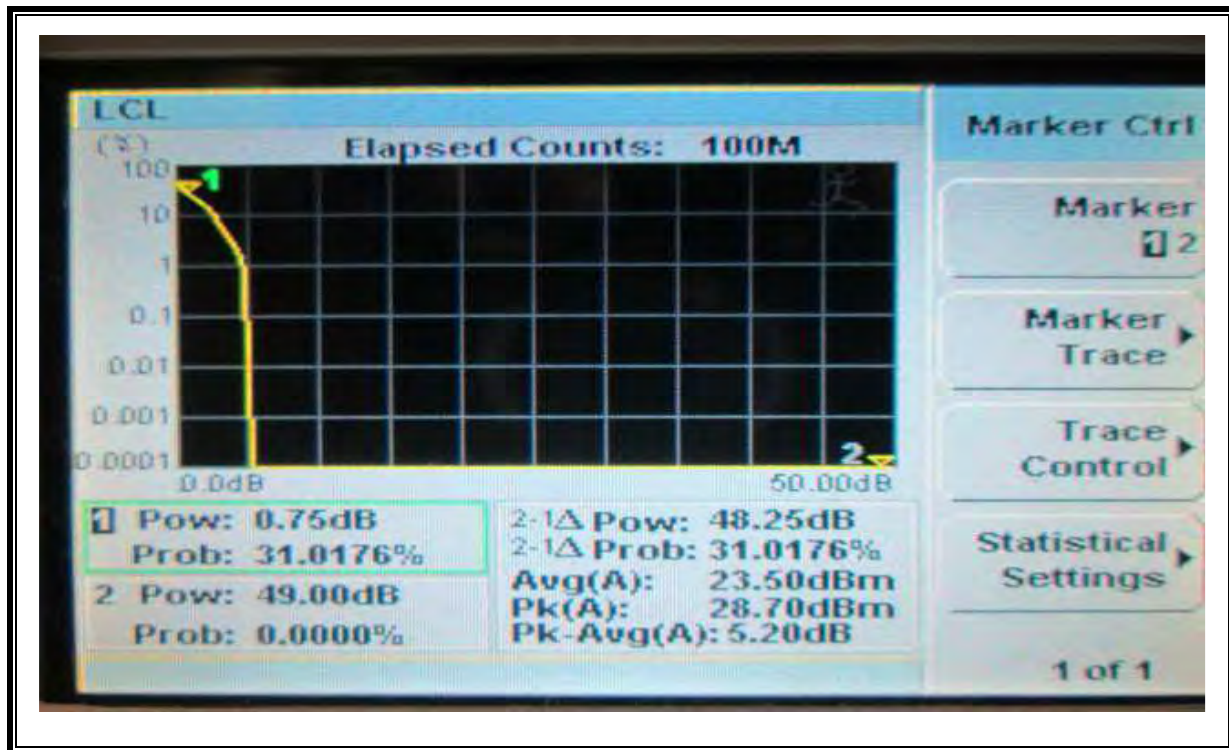 LCL
(%)
Elapsed Counts: 100M
100
10
1
0.1
0.01
0.001
0.0001
1
2
0.0dB
50.00dB
1 Pow: 0.75dB
Prob: 31.0176%
2 Pow: 49.00dB
Prob: 0.0000%
2-1Δ Pow: 48.25dB
2-1Δ Prob: 31.0176%
Avg(A): 23.50dBm
Pk(A): 28.70dBm
Pk-Avg(A): 5.20dB
Marker Ctrl
Marker
1 2
Marker
Trace
Trace
Control
Statistical
Settings
1 of 1